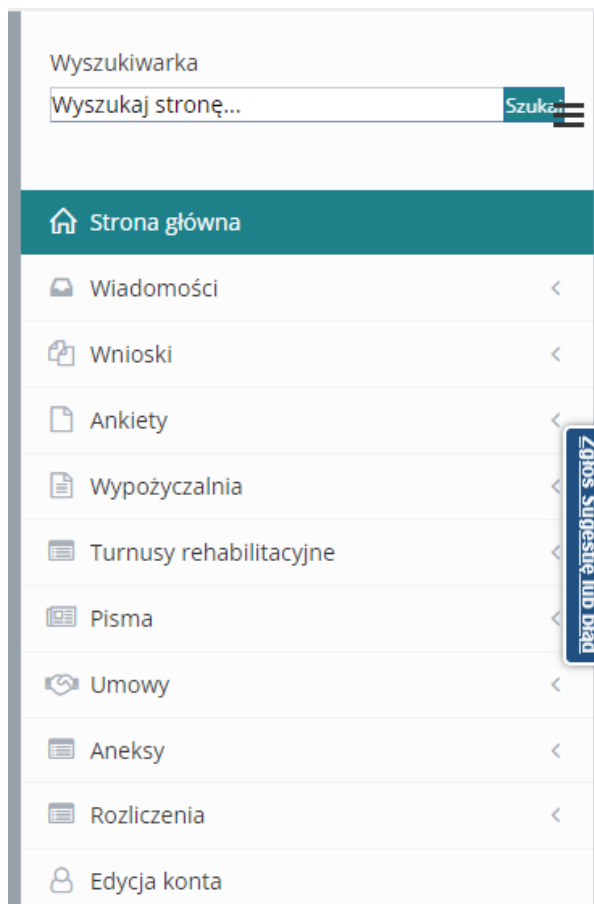 Wyszukiwarka
Wyszukaj stronę...
Szukaj
Strona główna
Wiadomości
Wnioski
Ankiety
Wypożyczalnia
Turnusy rehabilitacyjne
Pisma
Umowy
Aneksy
Rozliczenia
Edycja konta
Zgłoś sugestię lub błąd